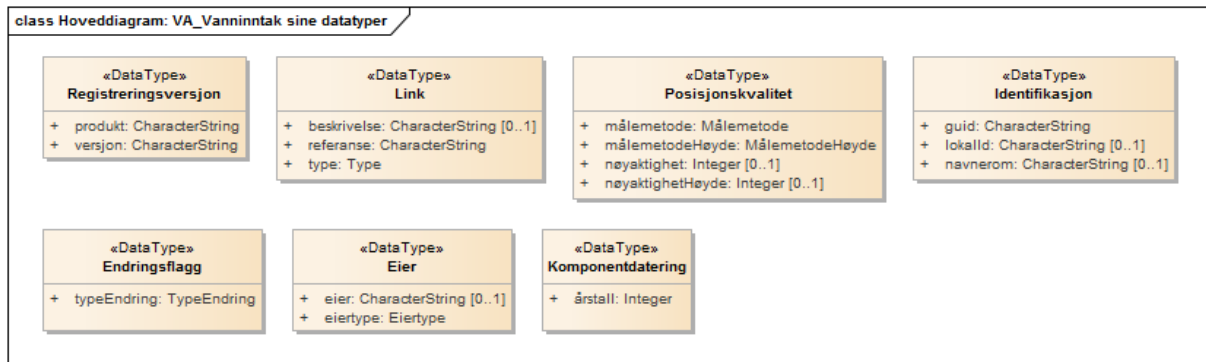 class Hoveddiagram: VA_Vanninntak sine datatyper
«DataType»
Registreringsversjon
+ produkt: CharacterString
+ versjon: CharacterString
«DataType»
Link
+ beskrivelse: CharacterString [0..1]
+ referanse: CharacterString
+ type: Type
«DataType»
Posisjonskvalitet
+ målemetode: Målemetode
+ målemetodeHøyde: MålemetodeHøyde
+ nøyaktighet: Integer [0..1]
+ nøyaktighetHøyde: Integer [0..1]
«DataType»
Identifikasjon
+ guid: CharacterString
+ lokalId: CharacterString [0..1]
+ navnerom: CharacterString [0..1]
«DataType»
Endringsflagg
+ typeEndring: TypeEndring
«DataType»
Eier
+ eier: CharacterString [0..1]
+ eiertype: Eiertype
«DataType»
Komponentdatering
+ årstall: Integer